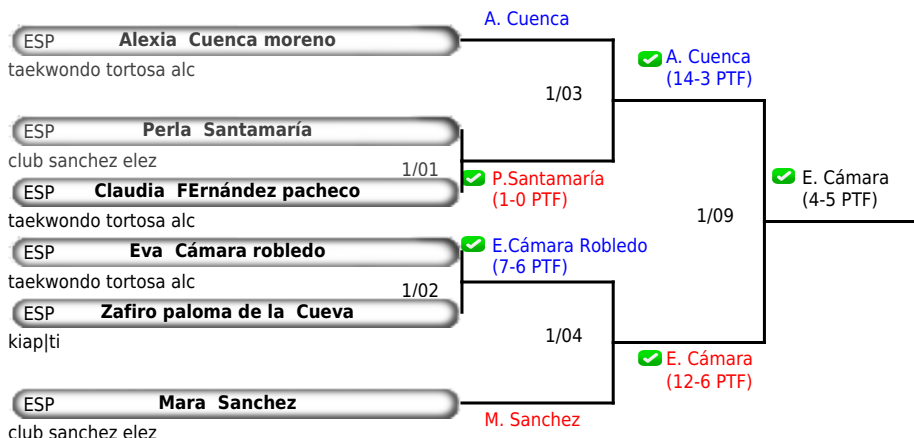 A. Cuenca
ESP Alexia Cuenca moreno
taekwondo tortosa alc
A. Cuenca
(14-3 PTF)
1/03
ESP Perla Santamaría
club sanchez elez
1/01
P.Santamaría
(1-0 PTF)
ESP Claudia FErnández pacheco
taekwondo tortosa alc
E. Cámara
(4-5 PTF)
1/09
ESP Eva Cámara robledo
taekwondo tortosa alc
E.Cámara Robledo
(7-6 PTF)
1/02
ESP Zafiro paloma de la Cueva
kiap|ti
1/04
E. Cámara
(12-6 PTF)
ESP Mara Sanchez
M. Sanchez
club sanchez elez